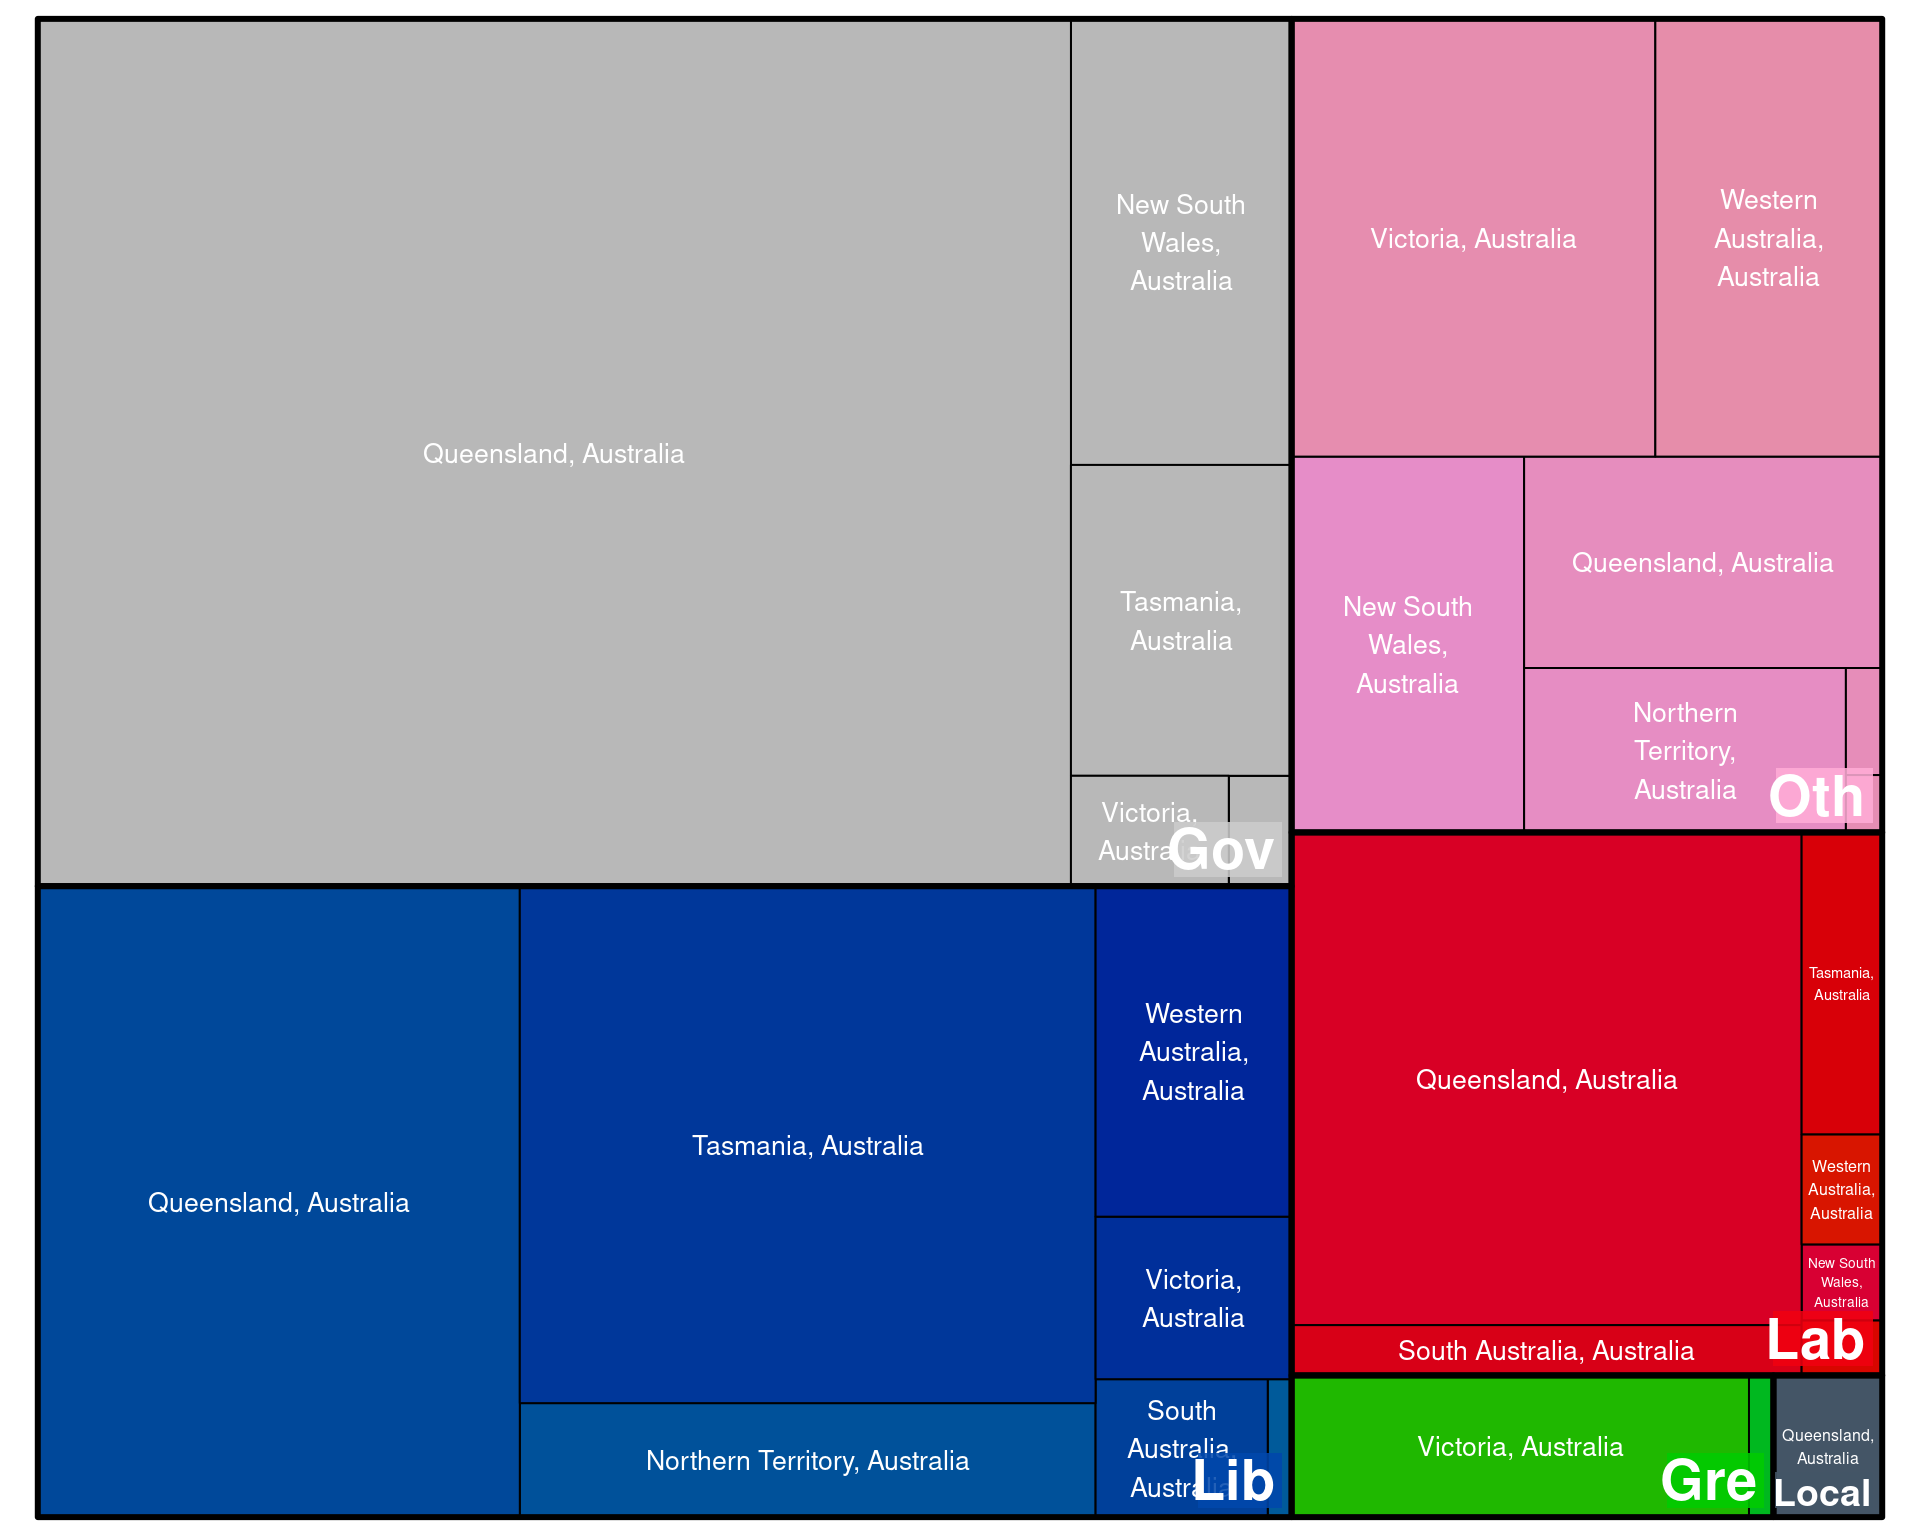 Queensland, Australia
New South
Wales,
Australia
Tasmania,
Australia
Victoria,
Australia
Gov
Victoria, Australia
Western
Australia,
Australia
New South
Wales,
Australia
Queensland, Australia
Northern
Territory,
Australia
Oth
Queensland, Australia
Tasmania, Australia
Northern Territory, Australia
Western
Australia,
Australia
Victoria,
Australia
South
Australia,
Australia
Lib
Queensland, Australia
Tasmania,
Australia
Western
Australia,
Australia
New South
Wales,
Australia
South Australia, Australia
Lab
Victoria, Australia
Gre
Queensland,
Australia
Local